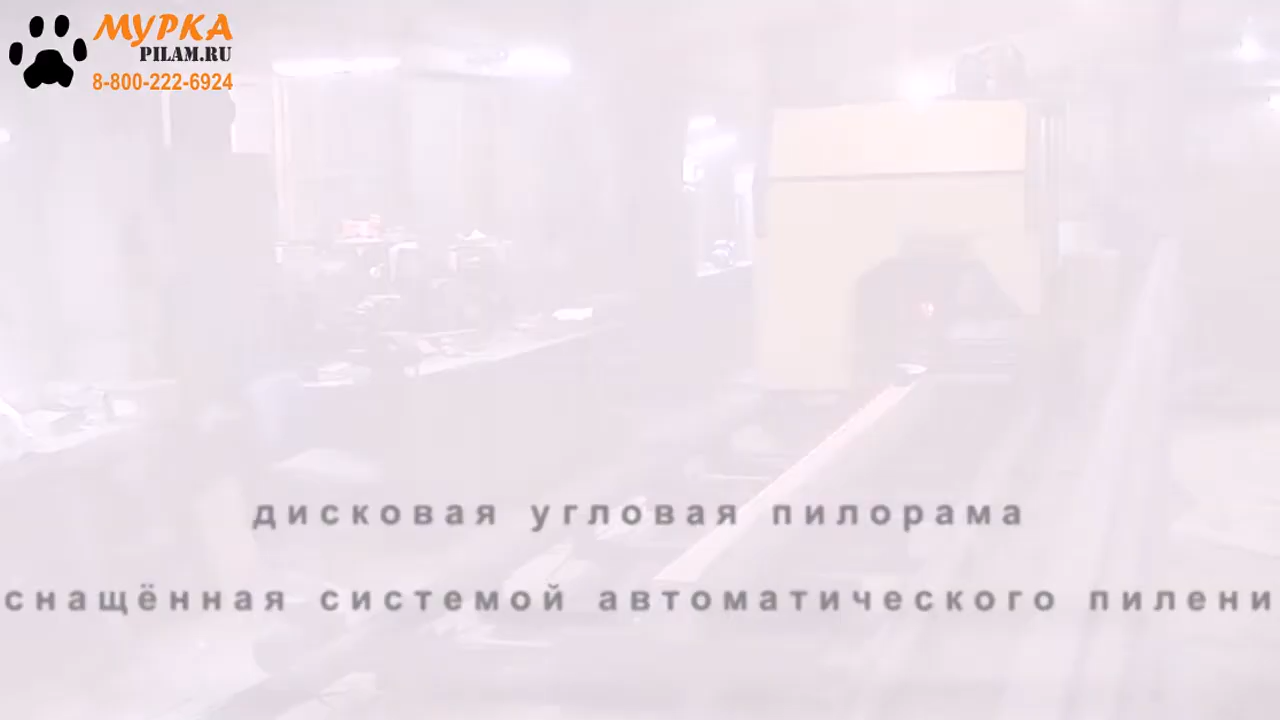 МУРКА
PILAM.RU
8-800-222-6924
дисковая угловая пилорама
снащённая системой автоматического пилени